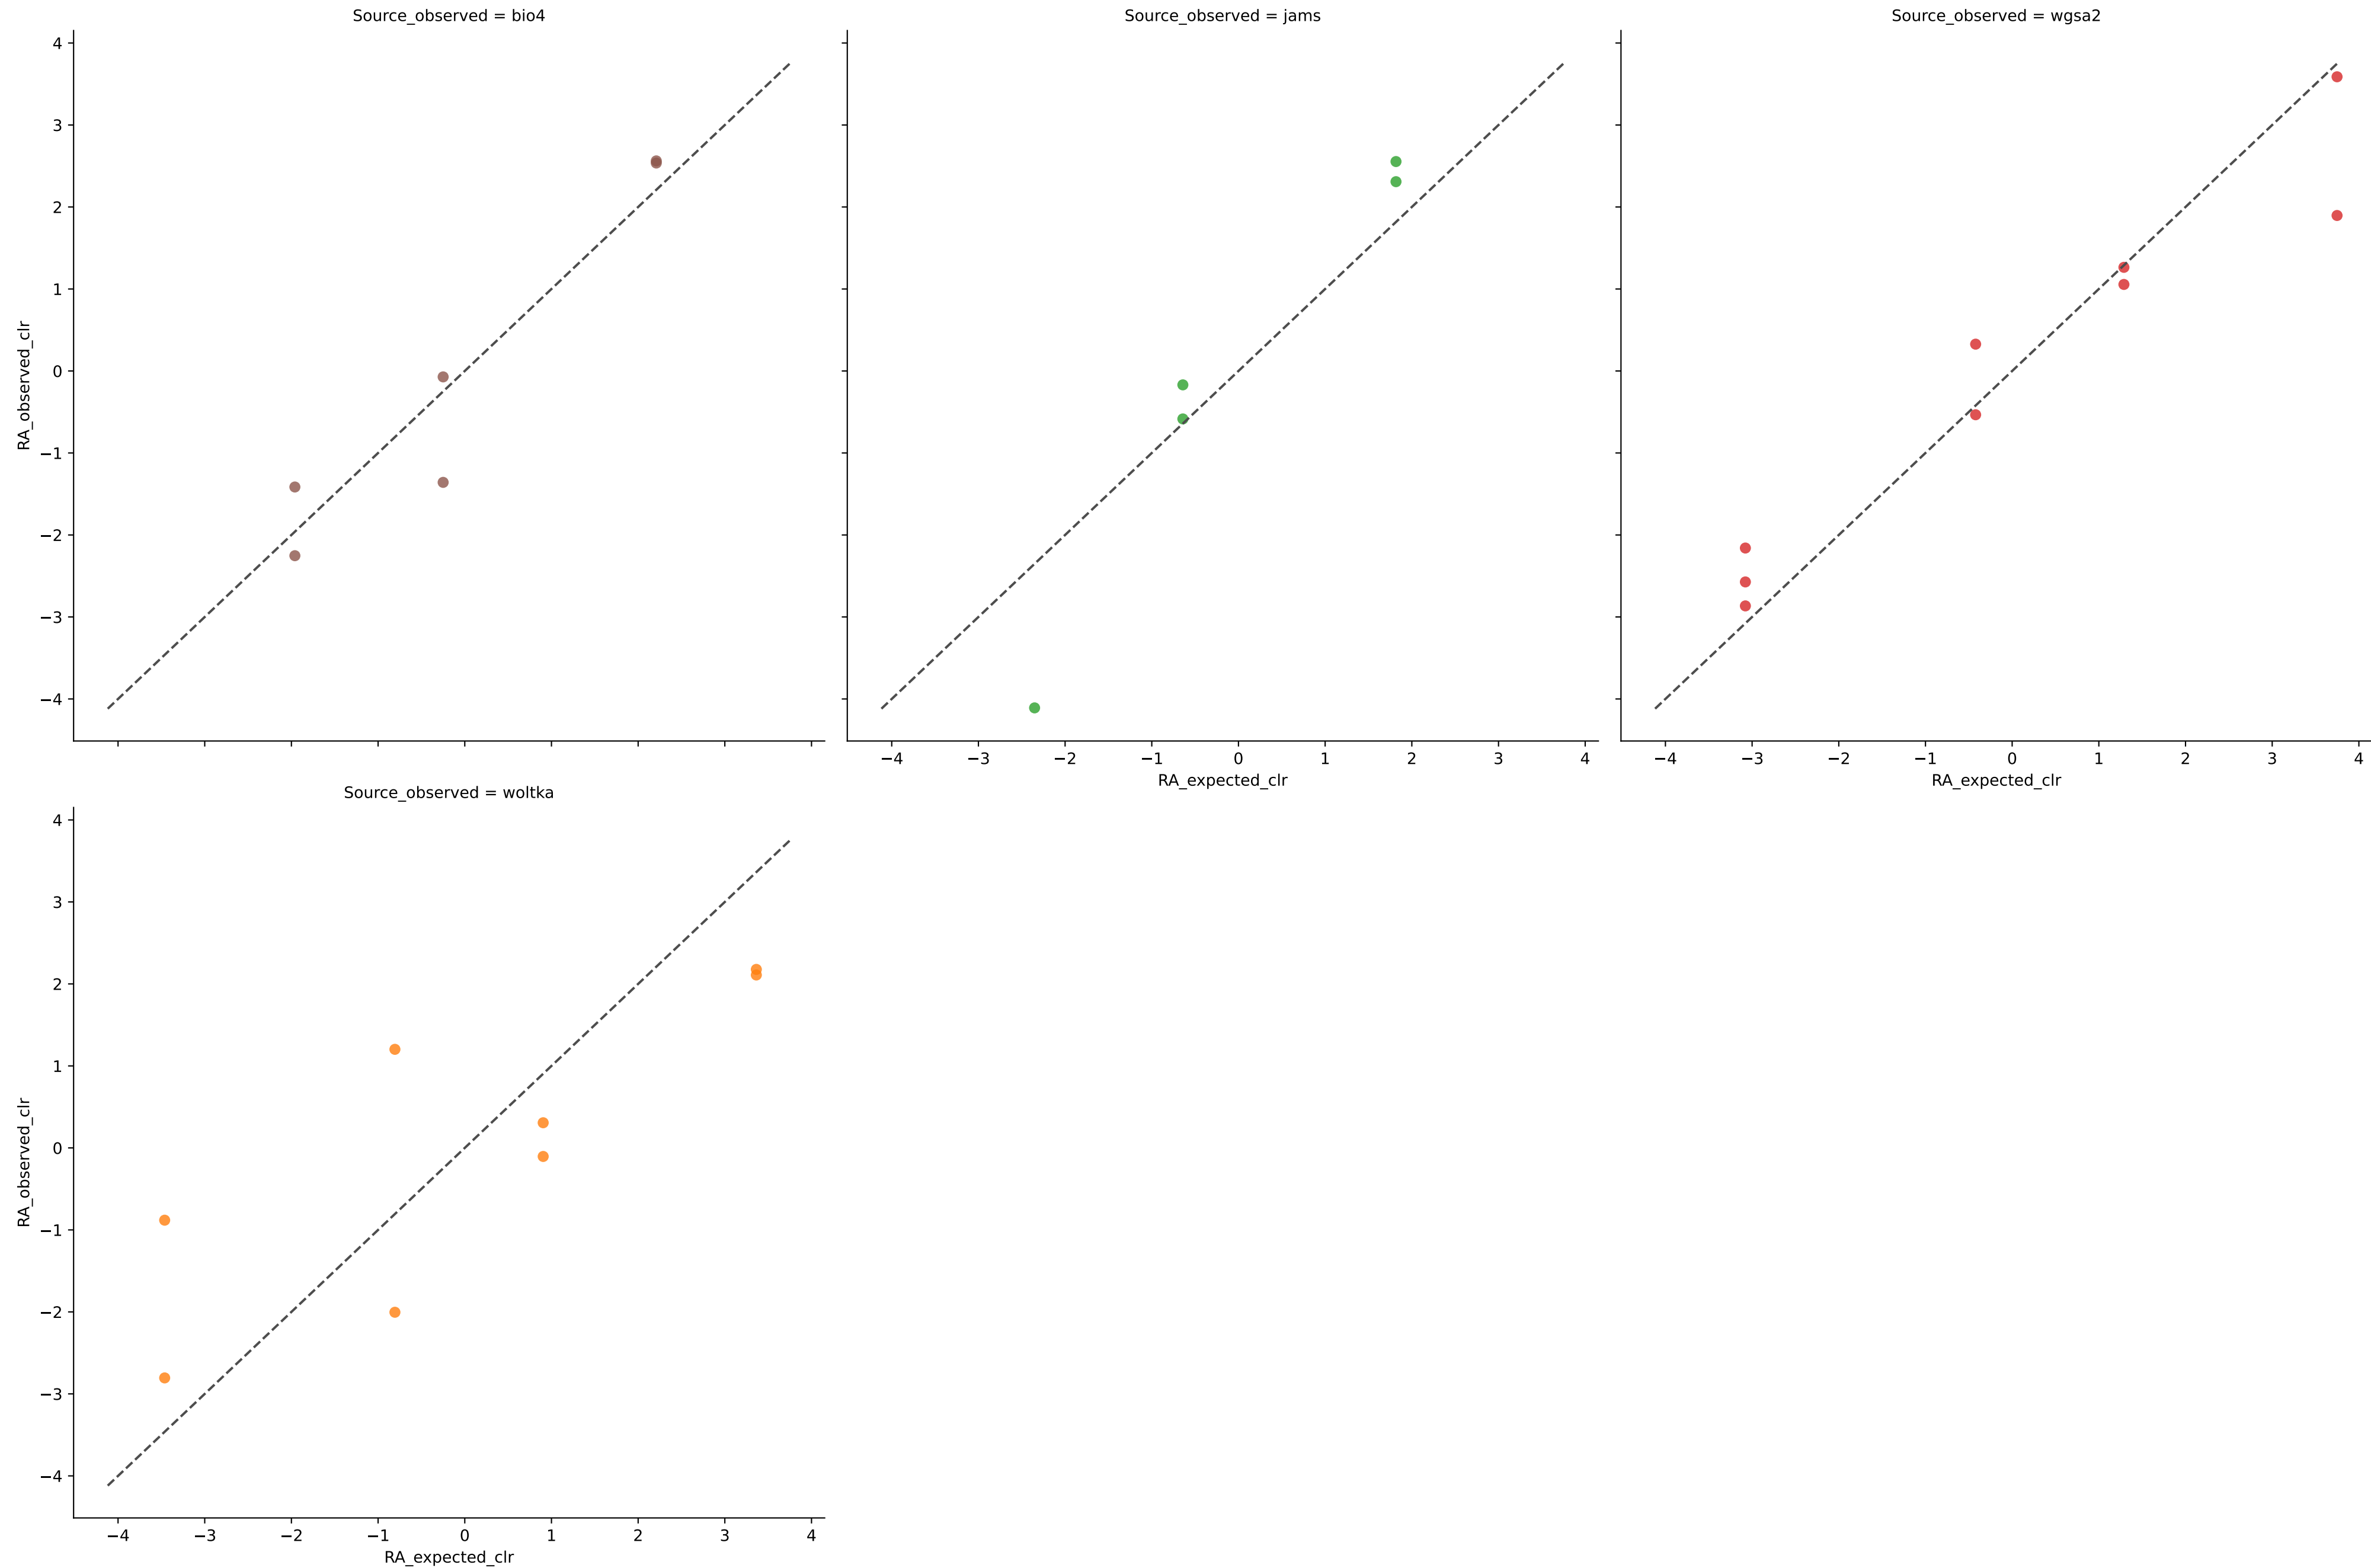 Source_observed = bio4
Source_observed = jams
Source_observed = wgsa2
4
3
2
1
0
−1
−2
−3
−4
RA_observed_clr
−4 −3 −2 −1 0 1 2 3 4
RA_expected_clr
−4 −3 −2 −1 0 1 2 3 4
RA_expected_clr
Source_observed = woltka
4
3
2
1
0
−1
−2
−3
−4
RA_observed_clr
−4 −3 −2 −1 0 1 2 3 4
RA_expected_clr